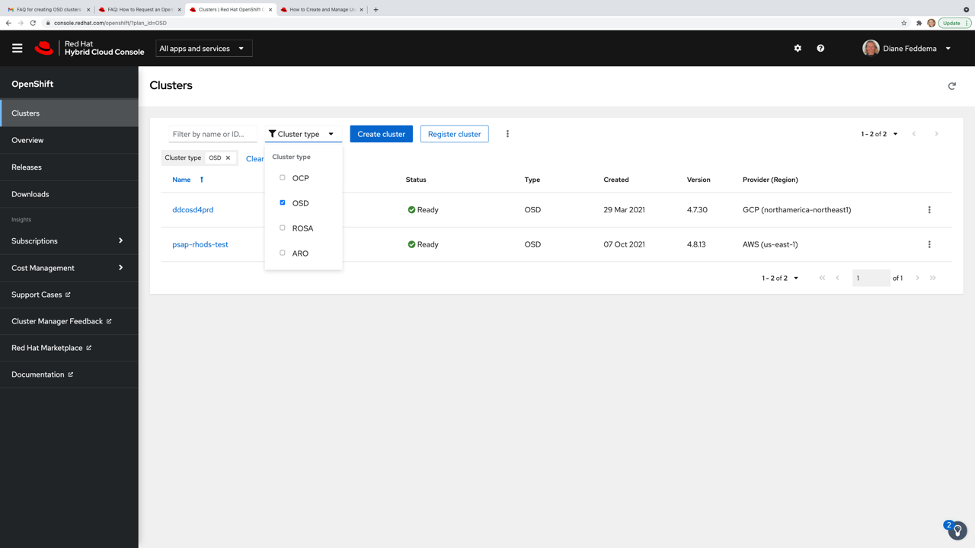 FAQ for creating OSD clusters
FAQ: How to Request an Open
Clusters | Red Hat OpenShift C
How to Create and Manage Us
console.redhat.com/openshift/?plan_id=OSD
Update
Red Hat
Hybrid Cloud Console
All apps and services
Diane Feddema
OpenShift
Clusters
Overview
Releases
Downloads
Insights
Subscriptions
Cost Management
Support Cases
Cluster Manager Feedback
Red Hat Marketplace
Documentation
Clusters
Filter by name or ID...
Cluster type
Create cluster
Register cluster
1 - 2 of 2
Cluster type OSD
Clear
Cluster type
OCP
OSD
ROSA
ARO
Name Status Type Created Version Provider (Region)
ddcosd4prd Ready OSD 29 Mar 2021 4.7.30 GCP (northamerica-northeast1)
psap-rhods-test Ready OSD 07 Oct 2021 4.8.13 AWS (us-east-1)
1 - 2 of 2 1 of 1
2